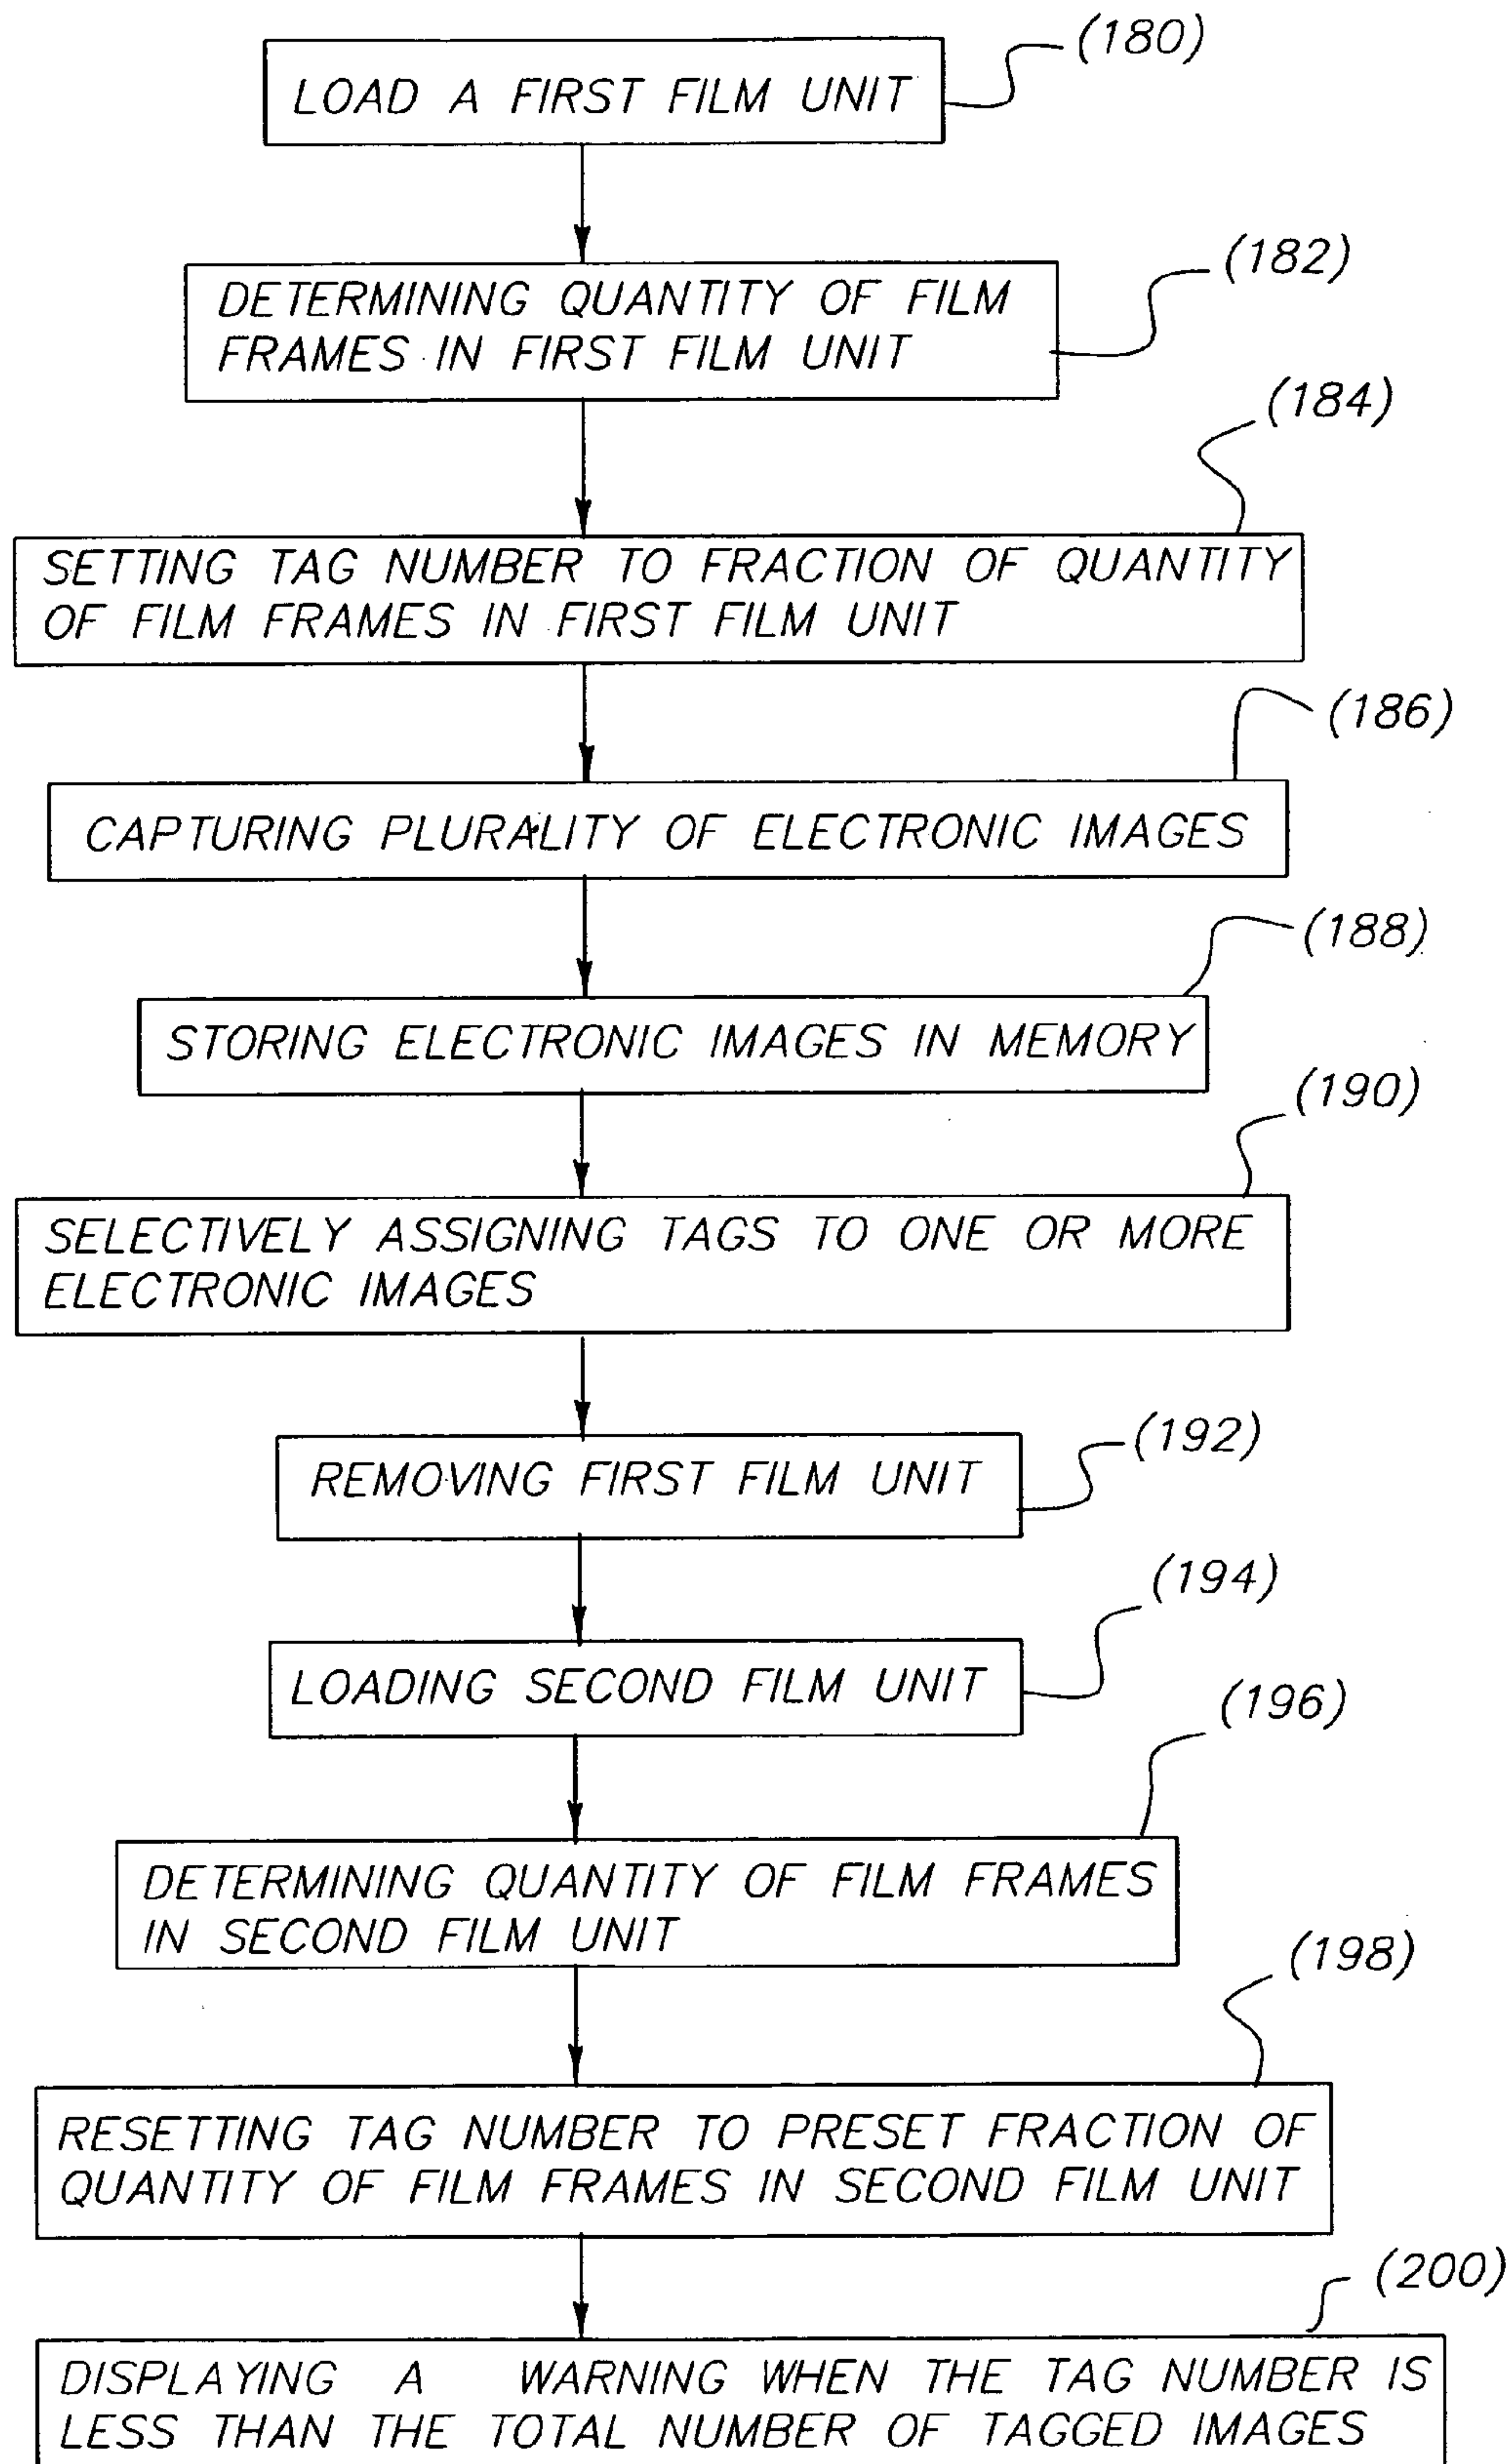 (180)
LOAD A FIRST FILM UNIT
(182)
DETERMINING QUANTITY OF FILM
FRAMES IN FIRST FILM UNIT
(184)
SETTING TAG NUMBER TO FRACTION OF QUANTITY
OF FILM FRAMES IN FIRST FILM UNIT
(186)
CAPTURING PLURALITY OF ELECTRONIC IMAGES
(188)
STORING ELECTRONIC IMAGES IN MEMORY
(190)
SELECTIVELY ASSIGNING TAGS TO ONE OR MORE
ELECTRONIC IMAGES
(192)
REMOVING FIRST FILM UNIT
(194)
LOADING SECOND FILM UNIT
(196)
DETERMINING QUANTITY OF FILM FRAMES
IN SECOND FILM UNIT
(198)
RESETTING TAG NUMBER TO PRESET FRACTION OF
QUANTITY OF FILM FRAMES IN SECOND FILM UNIT
(200)
DISPLAYING A WARNING WHEN THE TAG NUMBER IS
LESS THAN THE TOTAL NUMBER OF TAGGED IMAGES